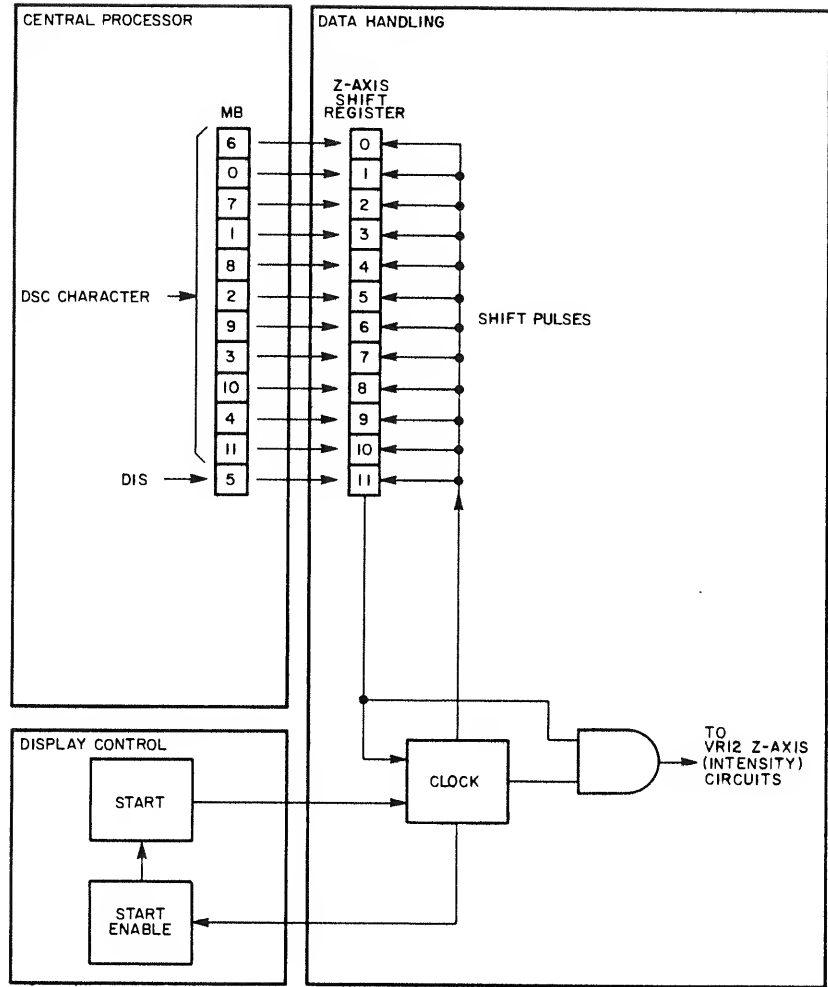 CENTRAL PROCESSOR
DATA HANDLING
MB
Z-AXIS
SHIFT
REGISTER
6
0
0
1
7
2
1
3
8
4
2
5
9
6
3
7
10
8
4
9
11
10
5
11
DSC CHARACTER
DIS
SHIFT PULSES
DISPLAY CONTROL
START
START
ENABLE
CLOCK
TO
VR12 Z-AXIS
(INTENSITY)
CIRCUITS